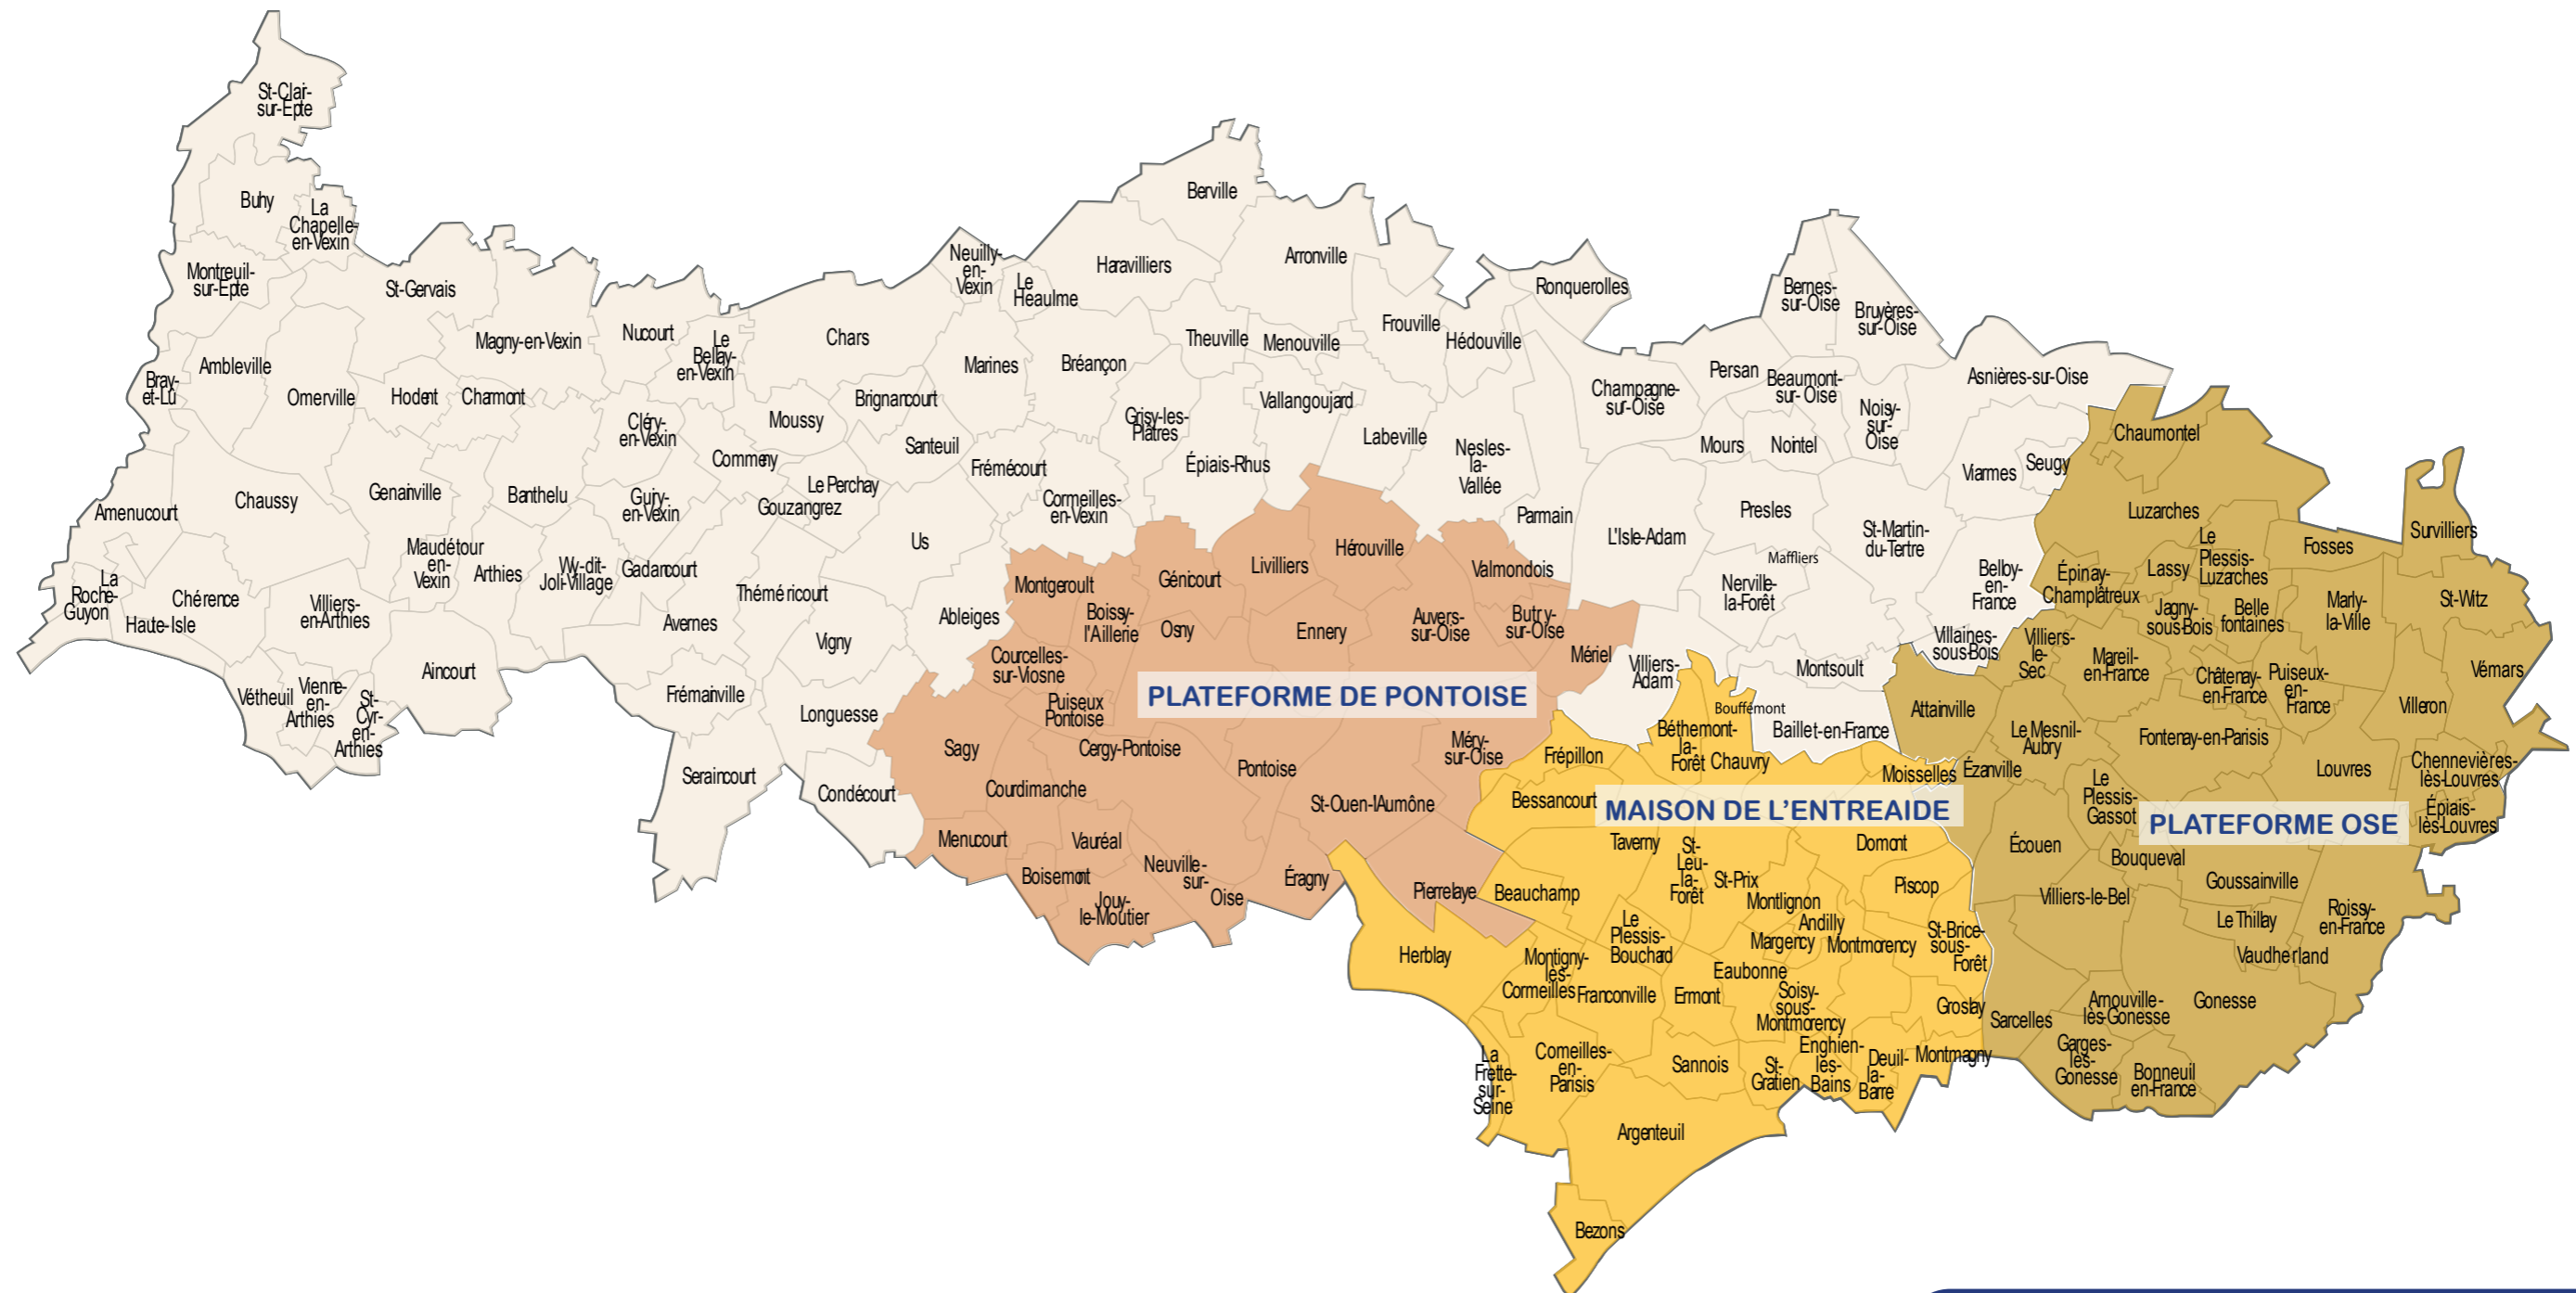 St-Clair-
sur-Epte
Buhy
La
Chapelle-
en-Vexin
Montreuil-
sur-Epte
St-Gervais
Magny-en-Vexin
Nucourt
Le
Bellay-
en-Vexin
Chars
Neuilly-
en-
Vexin
Le
Heaulme
Haravilliers
Berville
Arronville
Theuville
Menouville
Frouville
Hédouville
Ronquerolles
Bernes-
sur-Oise
Bruyères-
sur-Oise
Ambleville
Bray-
et-Lu
Omerville
Hodent
Charmont
Cléry-
en-Vexin
Moussy
Brignancourt
Marines
Bréançon
Santeuil
Commeny
Le Perchay
Gouzangrez
Frémécourt
Cormeilles-
en-Vexin
Grisy-les-
Plâtres
Épiais-Rhus
Vallangoujard
Labeville
Nesles-
la-
Vallée
Parmain
Champagne-
sur-Oise
Persan
Beaumont-
sur- Oise
Mours
Nointel
Noisy-
sur-
Oise
Asnières-sur-Oise
Viarmes
Seugy
Amenucourt
Chaussy
Genainville
Banthelu
Guiry-
en-Vexin
Us
L'Isle-Adam
Presles
Maffliers
Nerville-
la-Forêt
St-Martin-
du-Tertre
Belloy-
en-
France
Villaines-
sous-Bois
Montsoult
Baillet-en-France
Villiers-
Adam
La
Roche-
Guyon
Haute-Isle
Chérence
Villiers-
en-Arthies
Maudétour
en-
Vexin
Arthies
Wy-dit-
Joli-Village
Gadancourt
Avernes
Théméricourt
Vigny
Ableiges
Vétheuil
Vienne-
en-
Arthies
St-
Cyr-
en-
Arthies
Aincourt
Frémainville
Longuesse
Seraincourt
Condécourt
PLATEFORME DE PONTOISE
Montgeroult
Boissy-
l'Aillerie
Génicourt
Osny
Livilliers
Hérouville
Ennery
Auvers-
sur-Oise
Valmondois
Butry-
sur-Oise
Mériel
Courcelles-
sur-Viosne
Puiseux
Pontoise
Sagy
Cergy-Pontoise
Courdimanche
Pontoise
Méry-
sur-Oise
St-Ouen-l'Aumône
Menucourt
Vauréal
Boisemont
Jouy-
le-Moutier
Neuville-
sur-
Oise
Éragny
Pierrelaye
MAISON DE L’ENTREAIDE
Frépillon
Béthemont-
la-
Forêt
Bouffémont
Chauvry
Moisselles
Bessancourt
Taverny
St-
Leu-
la-
Forêt
Domont
Beauchamp
St-Prix
Montlignon
Piscop
Andilly
Le
Plessis-
Bouchard
Margency
Montmorency
St-Brice-
sous-
Forêt
Herblay
Montigny-
lès-
Cormeilles
Franconville
Ermont
Eaubonne
Soisy-
sous-
Montmorency
Groslay
La
Frette-
sur-
Seine
Cormeilles-
en-
Parisis
Sannois
St-
Gratien
Enghien-
les-
Bains
Deuil-
la-
Barre
Montmagny
Argenteuil
Bezons
PLATEFORME OSE
Chaumontel
Luzarches
Le
Plessis-
Luzarches
Fosses
Survilliers
Épinay-
Champlâtreux
Lassy
Jagny-
sous-Bois
Belle
fontaines
Marly-
la-Ville
St-Witz
Villiers-
le-
Sec
Mareil-
en-France
Châtenay-
en-France
Puiseux-
en-
France
Vémars
Villeron
Attainville
Le Mesnil-
Aubry
Fontenay-en-Parisis
Ézanville
Le
Plessis-
Gassot
Louvres
Chennevières-
lès-Louvres
Épiais-
lès-Louvres
Écouen
Bouqueval
Goussainville
Villiers-le-Bel
Le Thillay
Roissy-
en-France
Vaudherland
Sarcelles
Arnouville-
lès-Gonesse
Gonesse
Garges-
lès-
Gonesse
Bonneuil
en-France